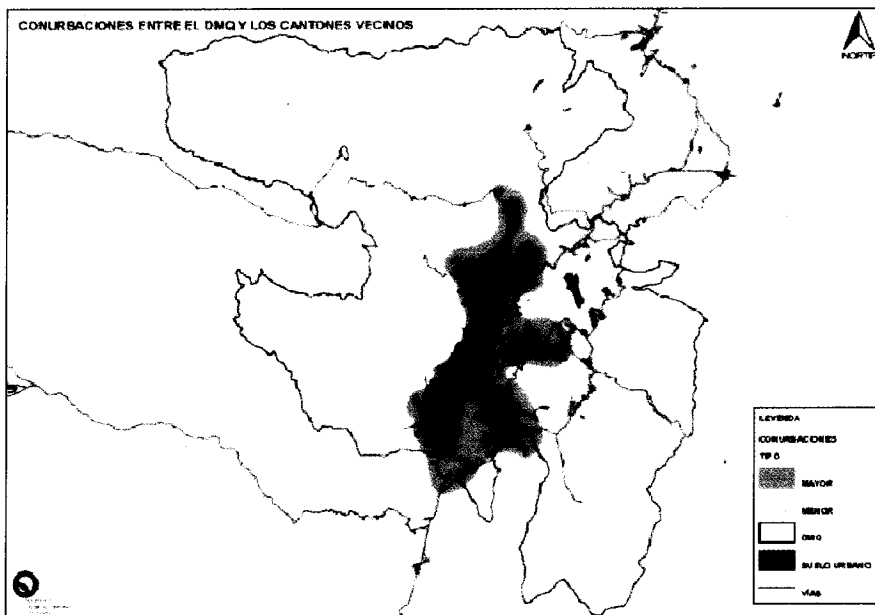 CONURBACIONES ENTRE EL DMQ Y LOS CANTONES VECINOS
NORTE
LEYENDA
CONURBACIONES
TIPO
MAYOR
MENOR
DMQ
SUELO URBANO
VÍAS